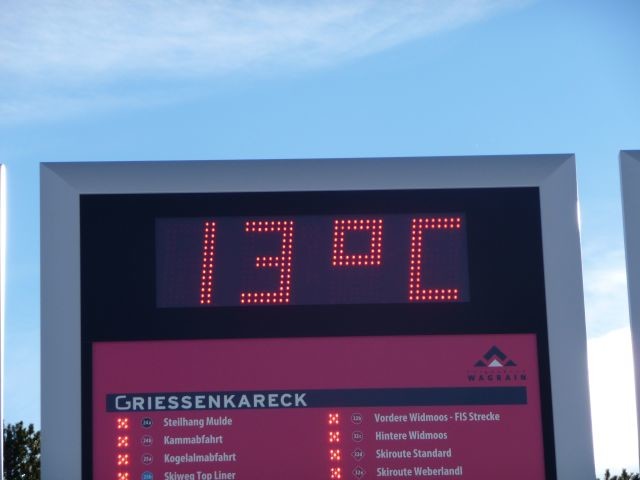 13°C
WAGRAIN
GRIESSENKARECK
Steilhang Mulde
Kammabfahrt
Kogelalmabfahrt
Skiweg Top Liner
Vordere Widmoos - FIS Strecke
Hintere Widmoos
Skiroute Standard
Skiroute Weberlandl